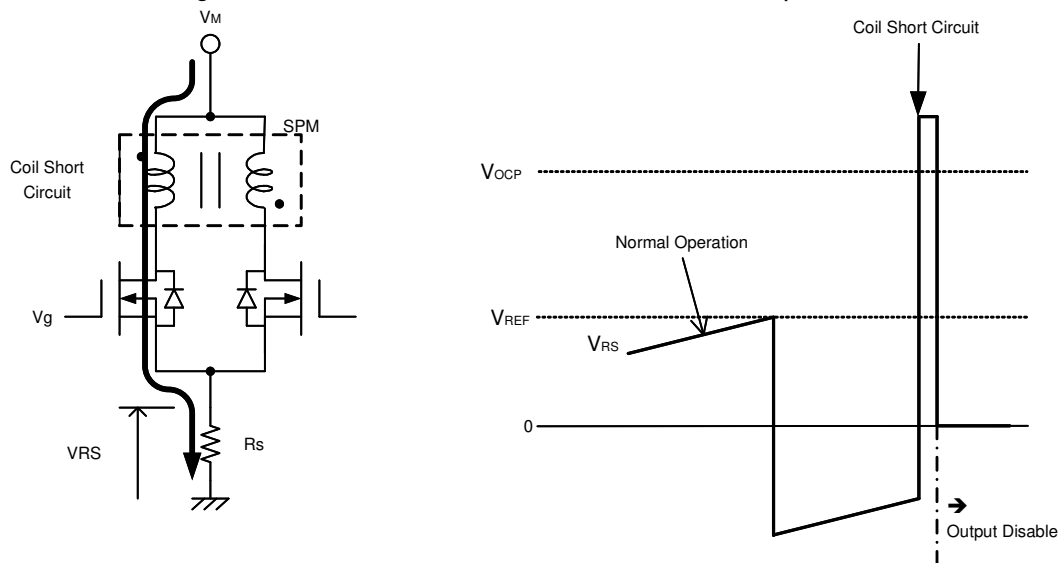 VM
SPM
Coil Short
Circuit
Vg
VRS
Rs
Coil Short Circuit
VOCP
Normal Operation
VREF
VRS
0
Output Disable